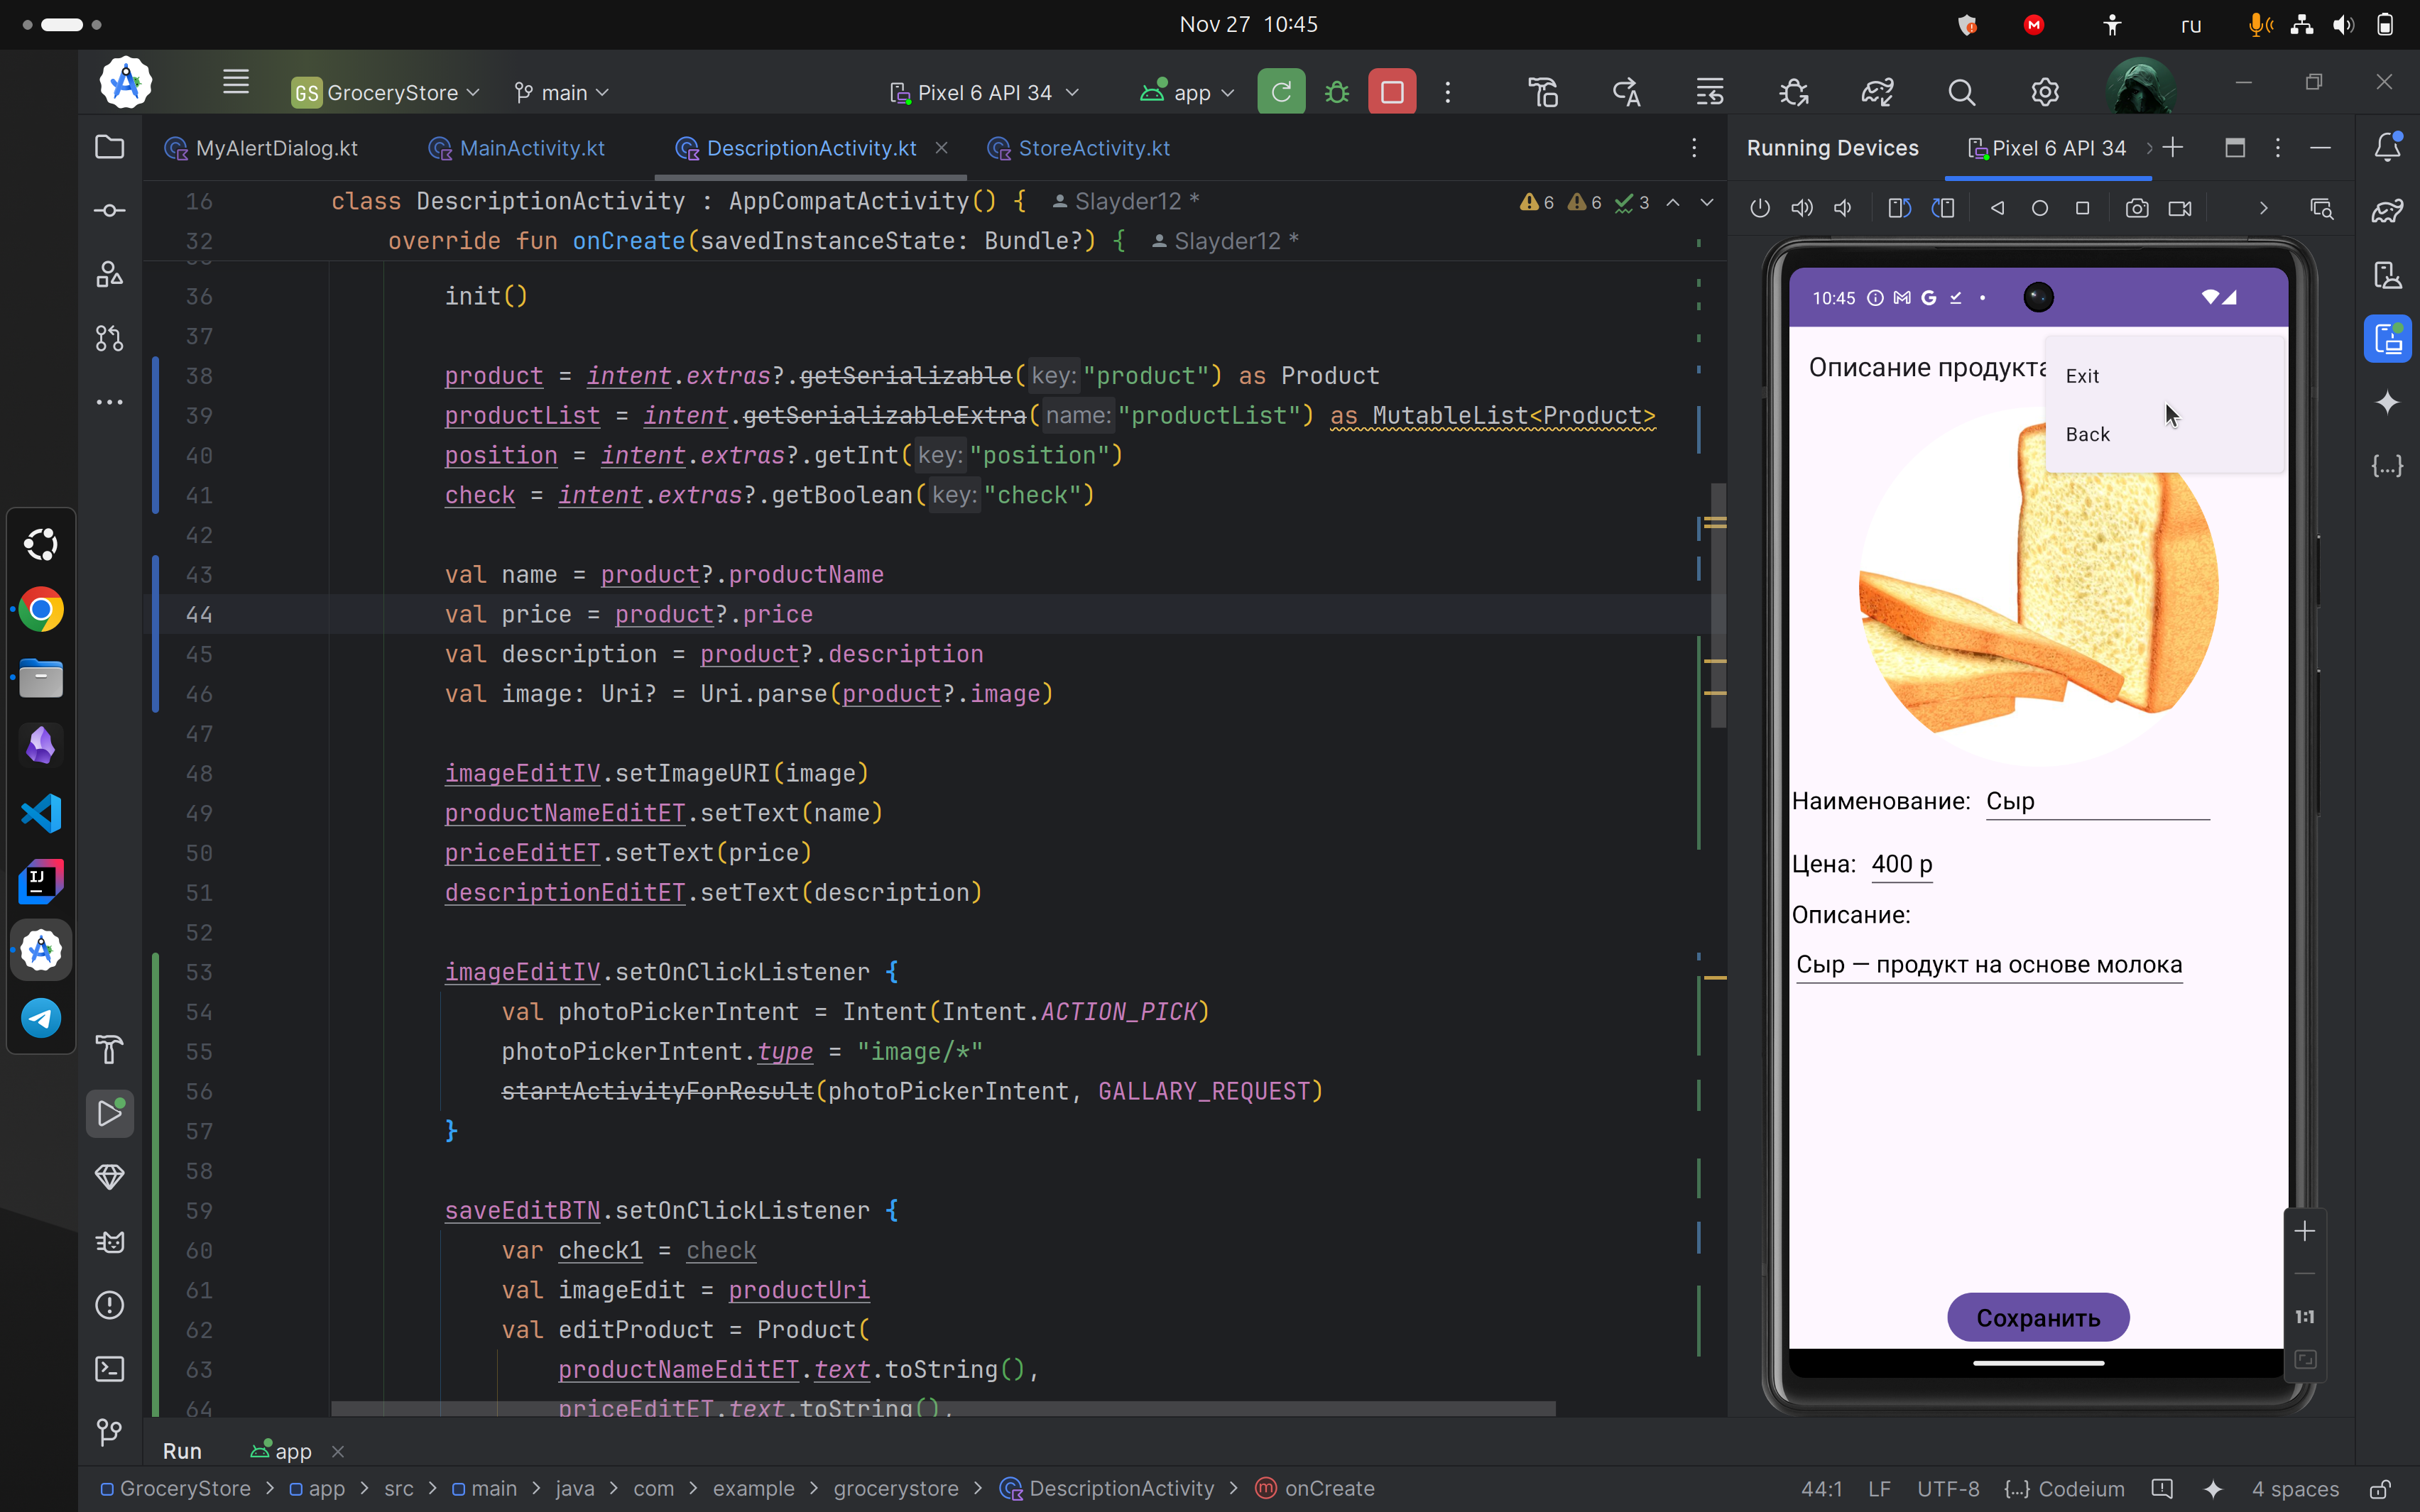 Nov 27 10:45
ru
GS GroceryStore
main
Pixel 6 API 34
app
MyAlertDialog.kt
MainActivity.kt
DescriptionActivity.kt
StoreActivity.kt
Running Devices
Pixel 6 API 34
16 class DescriptionActivity : AppCompatActivity() { Slayder12 *
6 6 3
32 override fun onCreate(savedInstanceState: Bundle?) { Slayder12 *
36 init()
37
38 product = intent.extras?.getSerializable( key: "product") as Product
39 productList = intent.getSerializableExtra( name: "productList") as MutableList<Product>
40 position = intent.extras?.getInt( key: "position")
41 check = intent.extras?.getBoolean( key: "check")
42
43 val name = product?.productName
44 val price = product?.price
45 val description = product?.description
46 val image: Uri? = Uri.parse(product?.image)
47
48 imageEditIV.setImageURI(image)
49 productNameEditET.setText(name)
50 priceEditET.setText(price)
51 descriptionEditET.setText(description)
52
53 imageEditIV.setOnClickListener {
54 val photoPickerIntent = Intent(Intent.ACTION_PICK)
55 photoPickerIntent.type = "image/*"
56 startActivityForResult(photoPickerIntent, GALLARY_REQUEST)
57 }
58
59 saveEditBTN.setOnClickListener {
60 var check1 = check
61 val imageEdit = productUri
62 val editProduct = Product(
63 productNameEditET.text.toString(),
64 priceEditET.text.toString(),
10:45
Описание продукта
Exit
Back
Наименование: Сыр
Цена: 400 р
Описание:
Сыр — продукт на основе молока
Сохранить
1:1
Run
app
GroceryStore > app > src > main > java > com > example > grocerystore > DescriptionActivity > onCreate
44:1 LF UTF-8 {...} Codeium 4 spaces